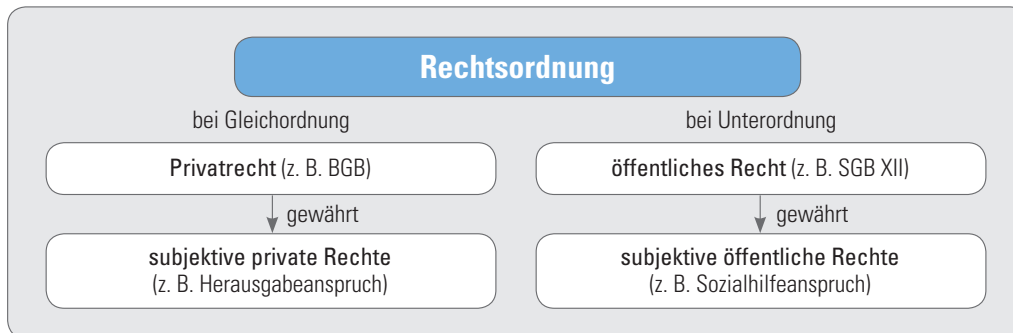 Rechtsordnung
bei Gleichordnung
Privatrecht (z. B. BGB)
gewährt
subjektive private Rechte
(z. B. Herausgabeanspruch)
bei Unterordnung
öffentliches Recht (z. B. SGB XII)
gewährt
subjektive öffentliche Rechte
(z. B. Sozialhilfeanspruch)